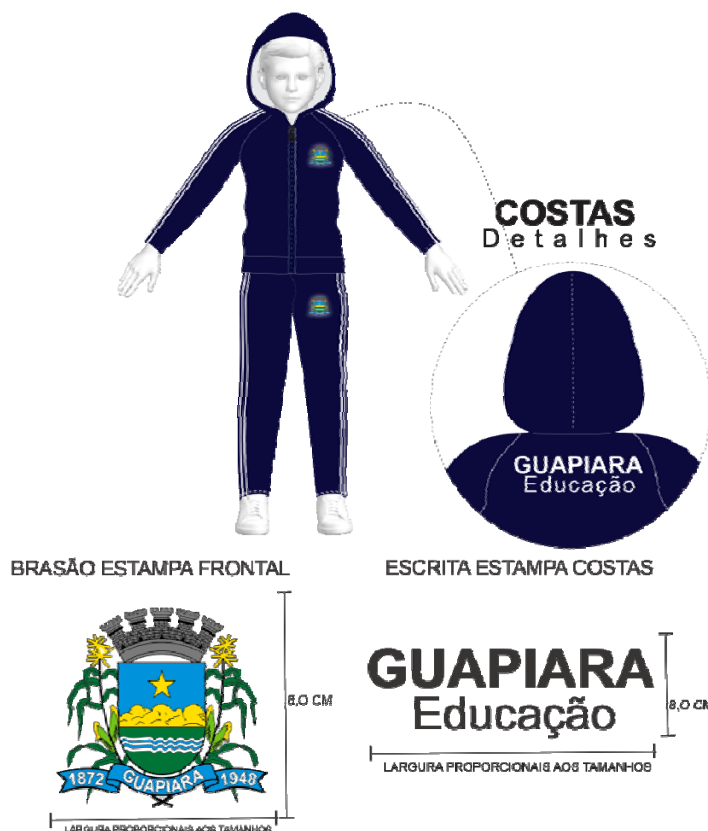 COSTAS
Detalhes
GUAPIARA
Educação
BRASÃO ESTAMPA FRONTAL
ESCRITA ESTAMPA COSTAS
6,0 CM
1872 GUAPIARA 1948
LARGURA PROPORCIONAIS AOS TAMANHOS
GUAPIARA
Educação
8,0 CM
LARGURA PROPORCIONAIS AOS TAMANHOS